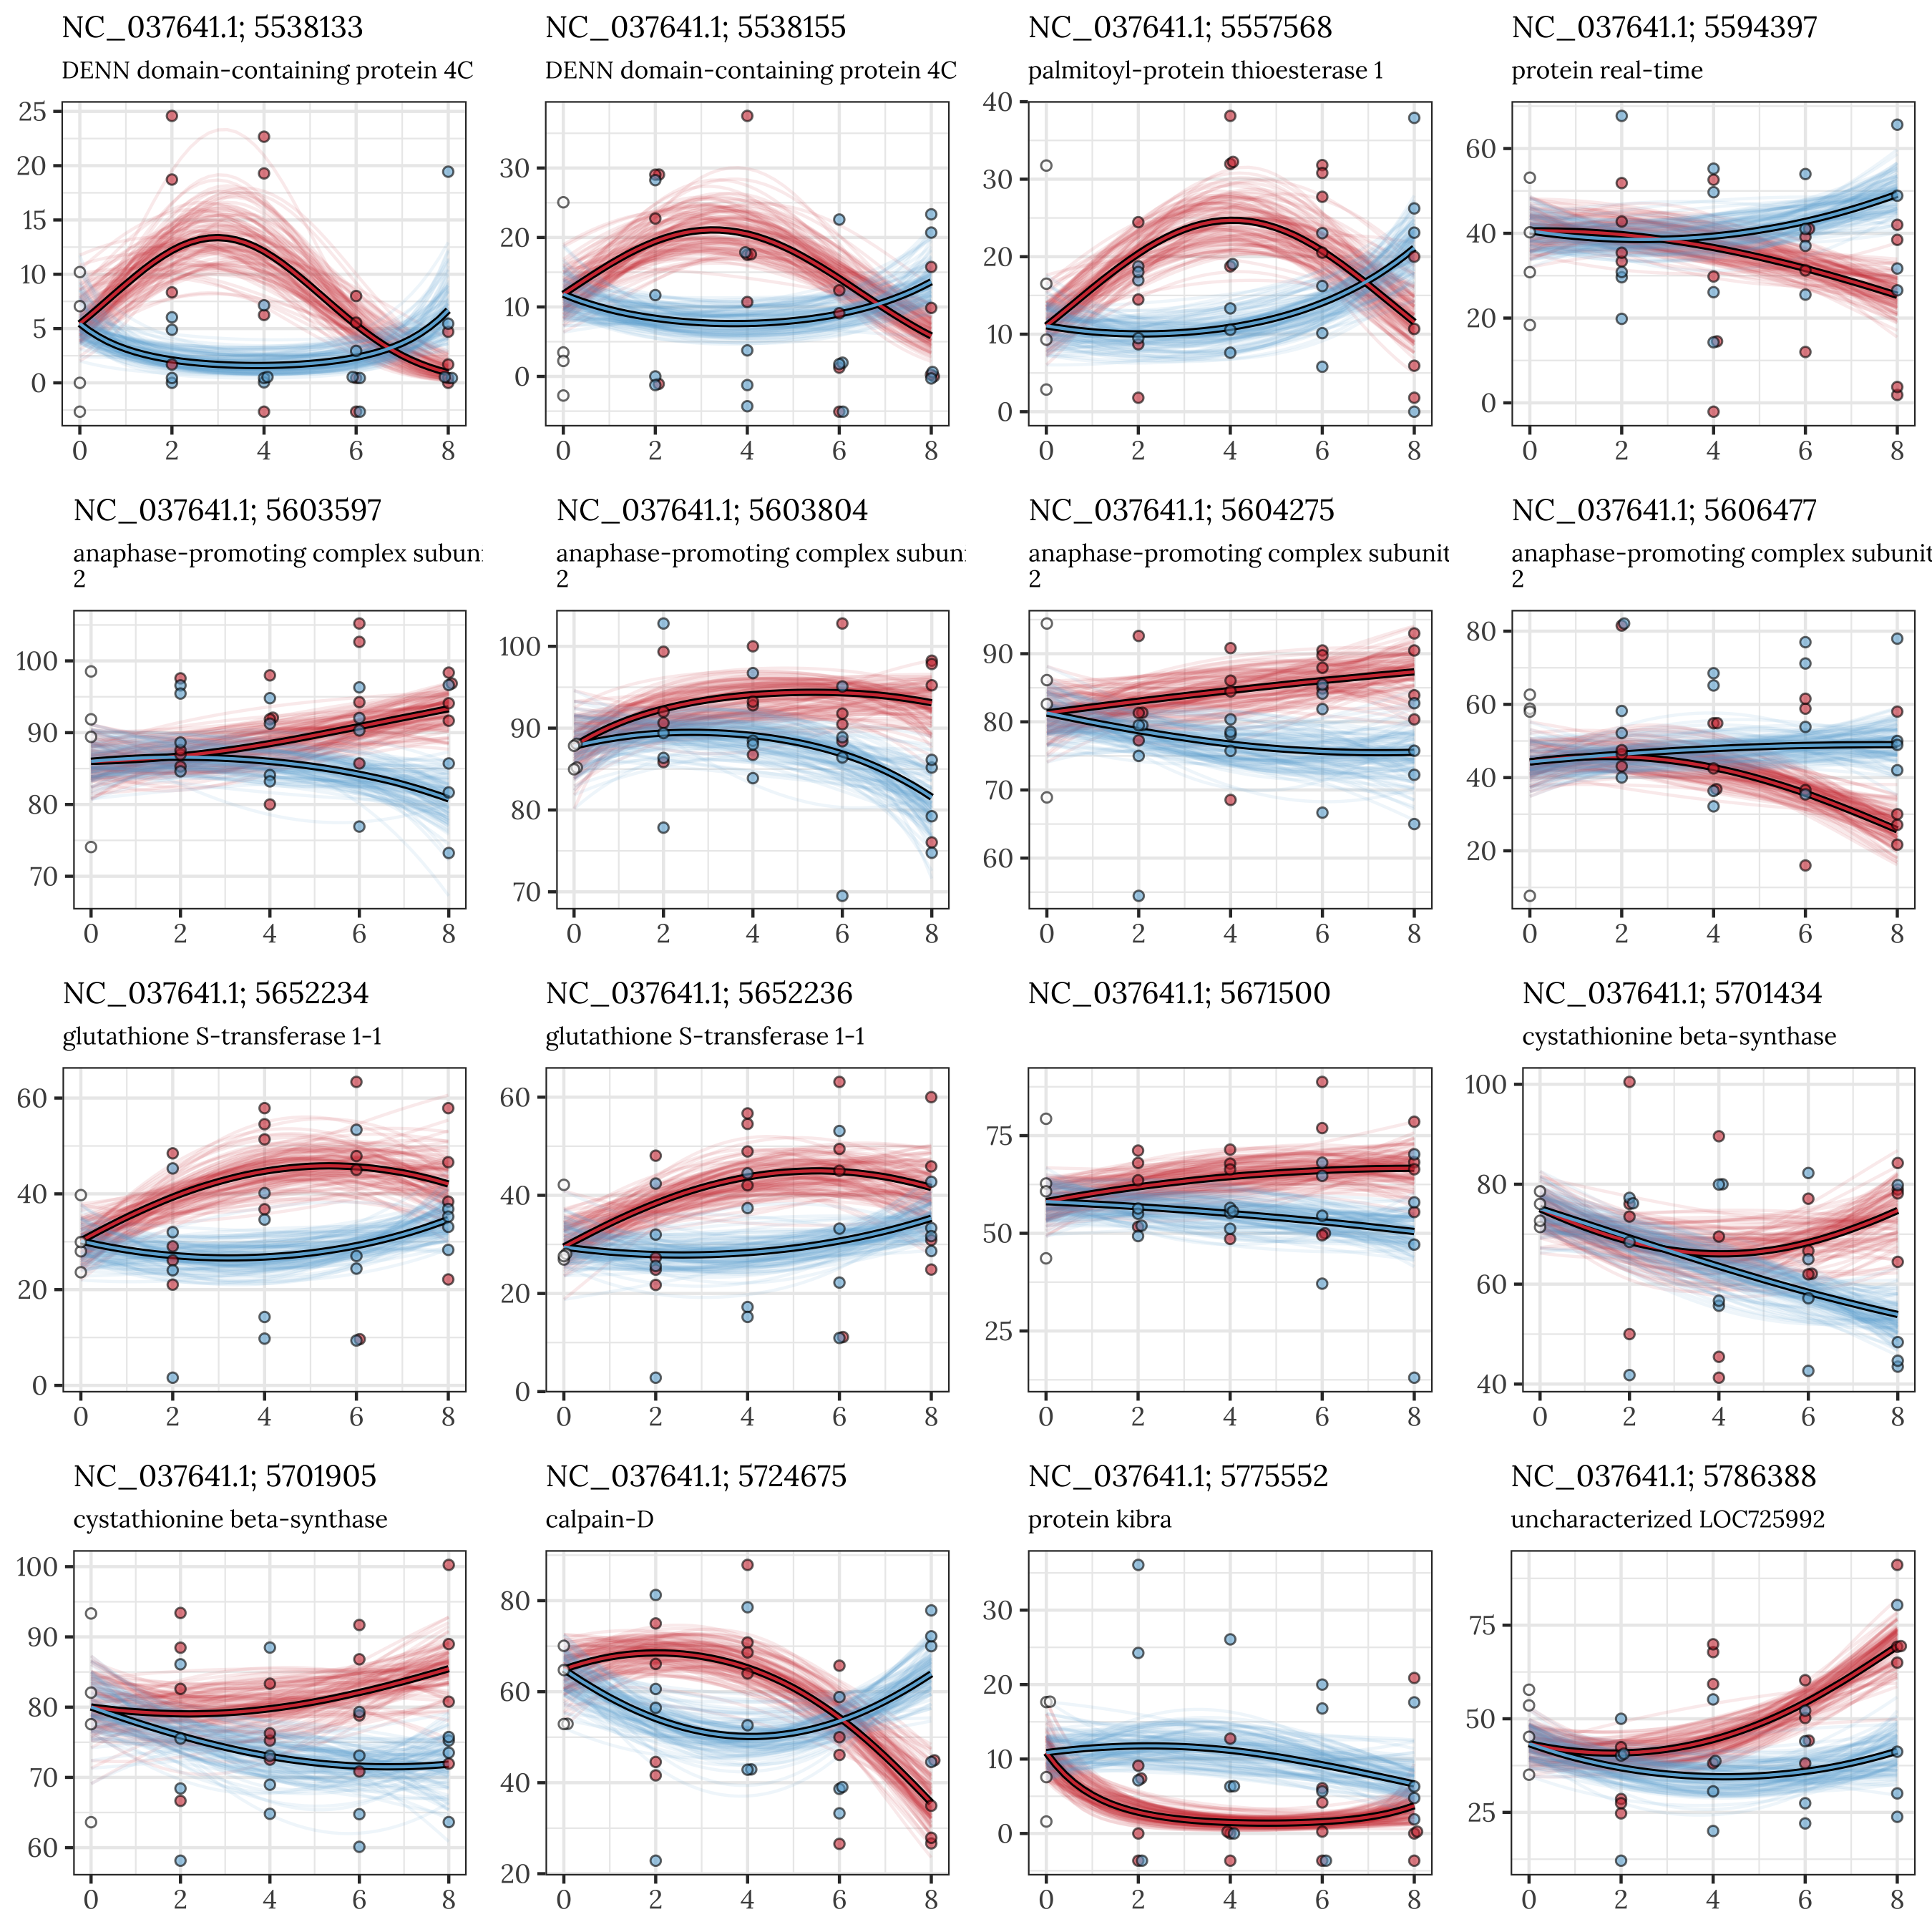 NC_037641.1; 5538133
DENN domain-containing protein 4C
25
20
15
10
5
0
0 2 4 6 8
NC_037641.1; 5538155
DENN domain-containing protein 4C
30
20
10
0
0 2 4 6 8
NC_037641.1; 5557568
palmitoyl-protein thioesterase 1
40
30
20
10
0
0 2 4 6 8
NC_037641.1; 5594397
protein real-time
60
40
20
0
0 2 4 6 8
NC_037641.1; 5603597
anaphase-promoting complex subun
2
100
90
80
70
0 2 4 6 8
NC_037641.1; 5603804
anaphase-promoting complex subun
2
100
90
80
70
0 2 4 6 8
NC_037641.1; 5604275
anaphase-promoting complex subunit
2
90
80
70
60
0 2 4 6 8
NC_037641.1; 5606477
anaphase-promoting complex subunit
2
80
60
40
20
0 2 4 6 8
NC_037641.1; 5652234
glutathione S-transferase 1-1
60
40
20
0
0 2 4 6 8
NC_037641.1; 5652236
glutathione S-transferase 1-1
60
40
20
0
0 2 4 6 8
NC_037641.1; 5671500
75
50
25
0 2 4 6 8
NC_037641.1; 5701434
cystathionine beta-synthase
100
80
60
40
0 2 4 6 8
NC_037641.1; 5701905
cystathionine beta-synthase
100
90
80
70
60
0 2 4 6 8
NC_037641.1; 5724675
calpain-D
80
60
40
20
0 2 4 6 8
NC_037641.1; 5775552
protein kibra
30
20
10
0
0 2 4 6 8
NC_037641.1; 5786388
uncharacterized LOC725992
75
50
25
0 2 4 6 8